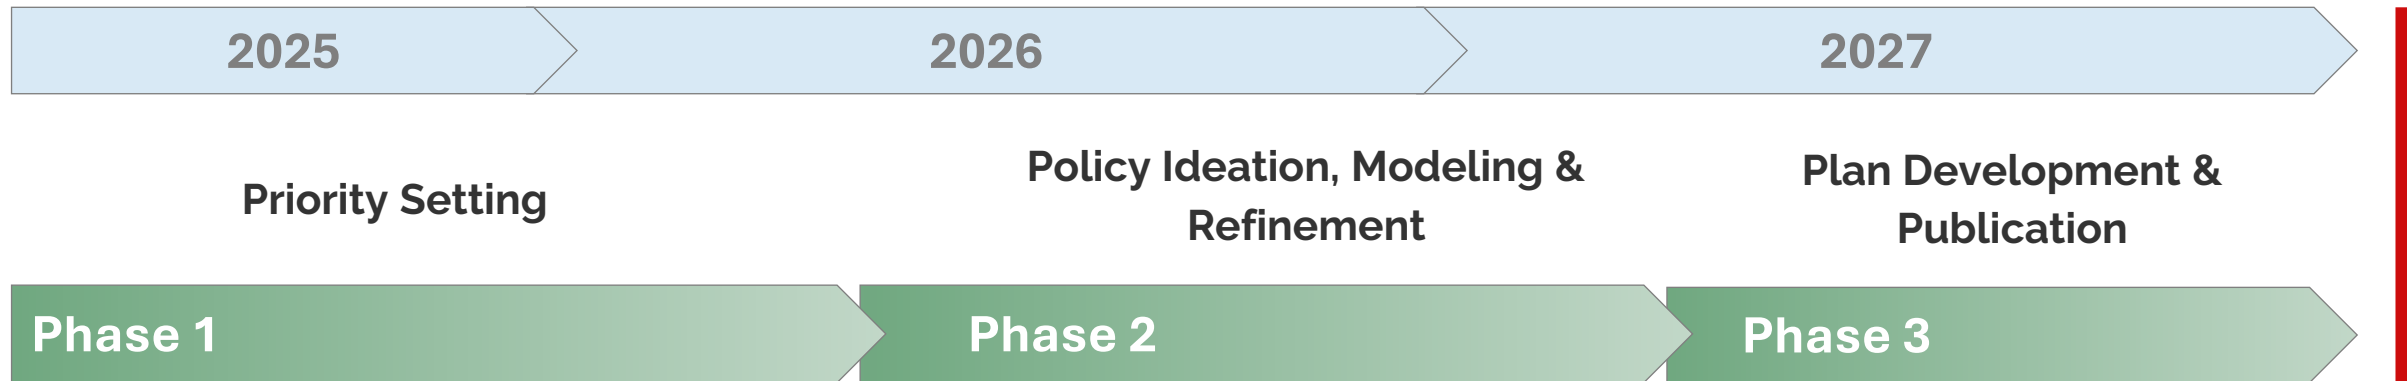 2025
2026
2027
Priority Setting
Policy Ideation, Modeling &
Refinement
Plan Development &
Publication
Phase 1
Phase 2
Phase 3